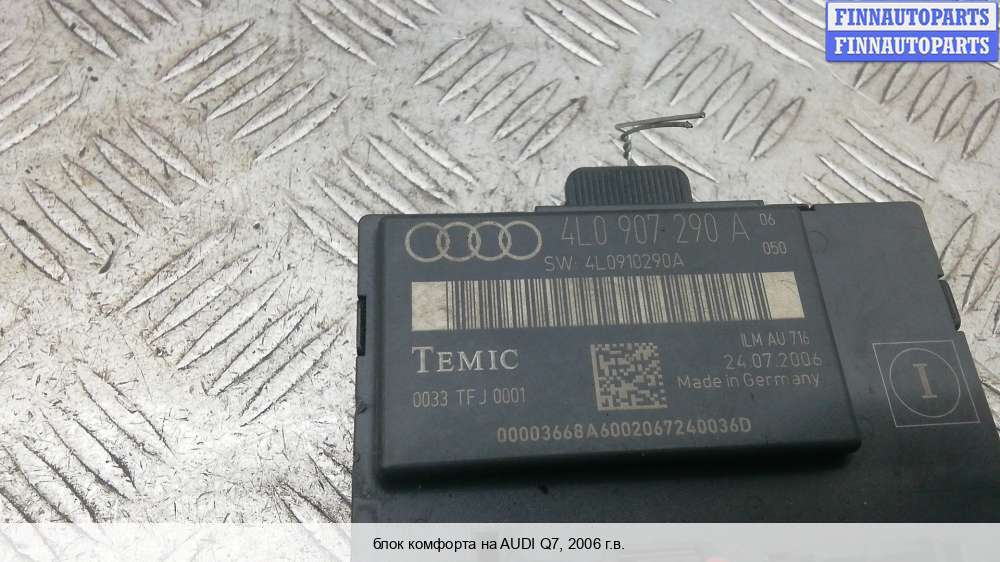 FINNAUTOPARTS
FINNAUTOPARTS
4L0 907 290 A 06
050
SW: 4L0910290A
ILM AU 716
TEMIC
24.07.2006
0033 TFJ 0001
Made in Germany
I
00003668A6002067240036D
блок комфорта на AUDI Q7, 2006 г.в.